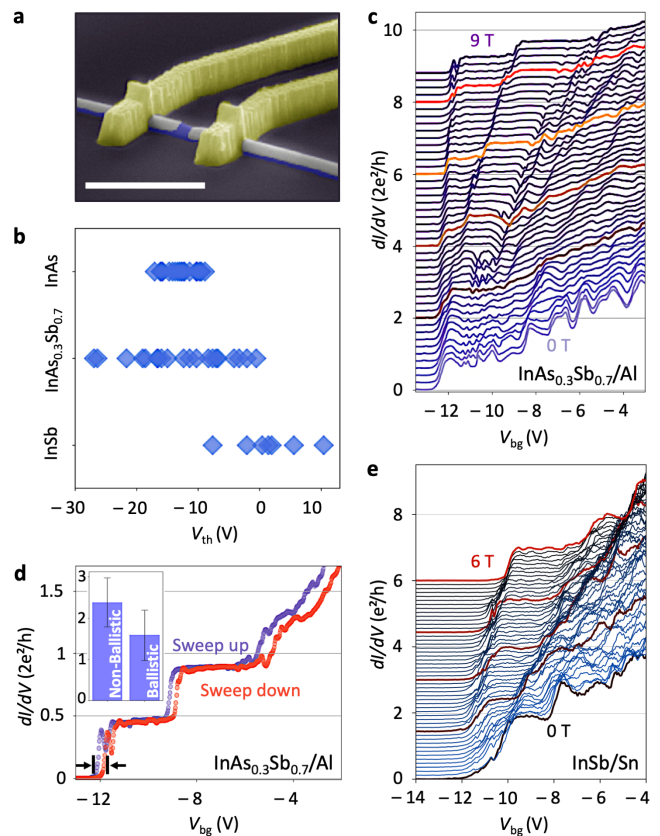 a
b
InAs
InAs0.3Sb0.7
InSb
−30
−20
−10
0
10
Vth (V)
c
10
8
6
4
2
0
dI/dV (2e²/h)
9 T
0 T
InAs0.3Sb0.7/Al
−12
−10
−8
−6
−4
Vbg (V)
d
1.5
1
0.5
0
dI/dV (2e²/h)
3
2
1
0
Non-Ballistic
Ballistic
Sweep up
Sweep down
InAs0.3Sb0.7/Al
−12
−8
−4
Vbg (V)
e
8
6
4
2
0
dI/dV (e²/h)
6 T
0 T
InSb/Sn
−14
−12
−10
−8
−6
−4
Vbg (V)